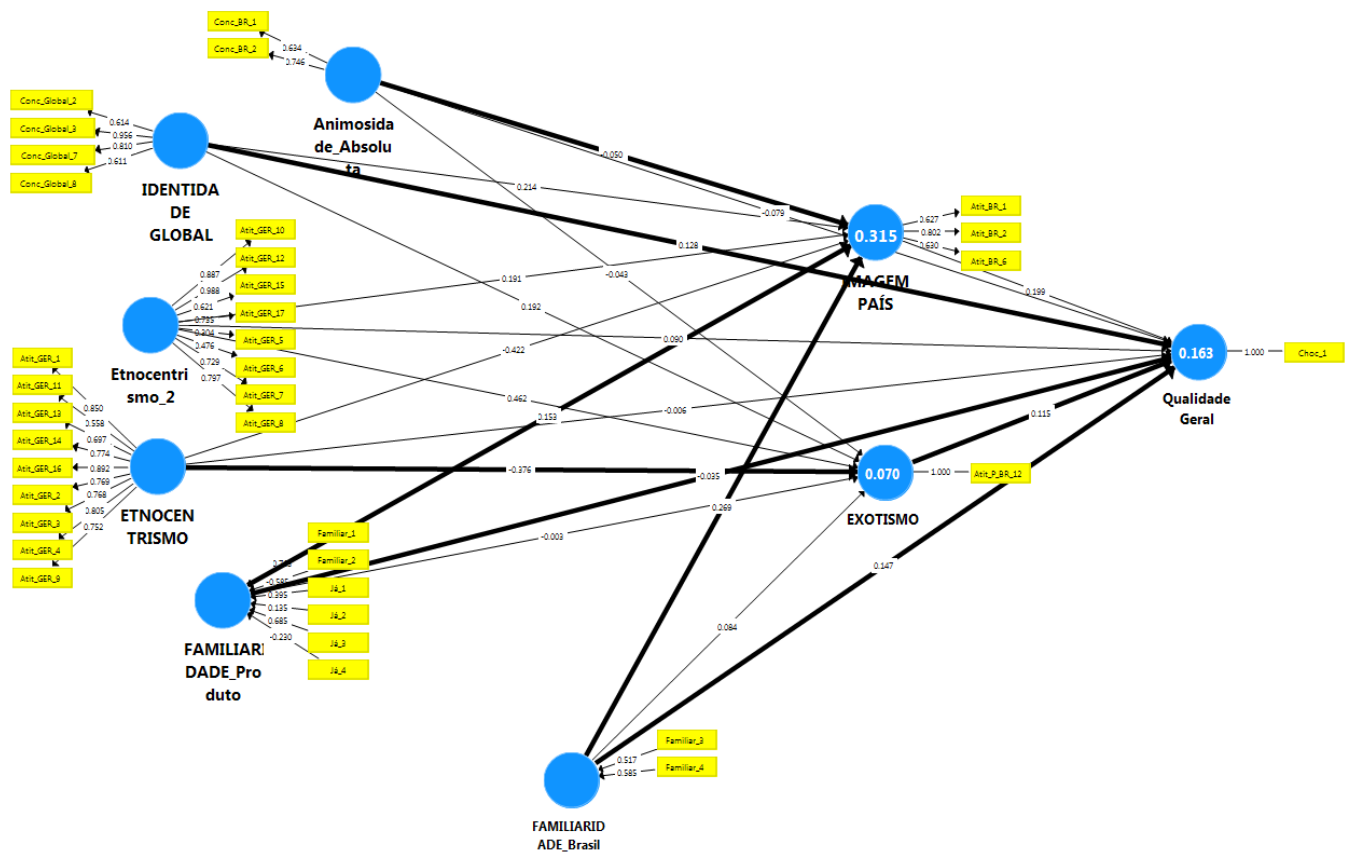 Conc_BR_1
Conc_BR_2
0.634
0.746
Animosida
de_Absolu
ta
Conc_Global_2
Conc_Global_3
Conc_Global_7
Conc_Global_8
0.614
0.956
0.810
0.611
IDENTIDA
DE
GLOBAL
Atit_GER_10
Atit_GER_12
Atit_GER_15
Atit_GER_17
Atit_GER_5
Atit_GER_6
Atit_GER_7
Atit_GER_8
0.887
0.988
0.621
0.735
0.304
0.476
0.729
0.797
Etnocentri
smo_2
Atit_GER_1
Atit_GER_11
Atit_GER_13
Atit_GER_14
Atit_GER_16
Atit_GER_2
Atit_GER_3
Atit_GER_4
Atit_GER_9
0.850
0.558
0.697
0.774
0.892
0.769
0.768
0.805
0.752
ETNOCEN
TRISMO
Familiar_1
Familiar_2
Já_1
Já_2
Já_3
Já_4
-0.595
0.395
0.135
0.685
-0.230
FAMILIARI
DADE_Pro
duto
Familiar_3
Familiar_4
0.517
0.585
FAMILIARID
ADE_Brasil
-0.050
0.214
-0.079
0.128
-0.043
0.191
0.192
0.090
-0.422
0.462
0.153
-0.006
-0.376
-0.035
0.269
-0.003
0.147
0.084
0.199
0.115
0.315
IMAGEM
PAÍS
0.627
0.802
0.630
Atit_BR_1
Atit_BR_2
Atit_BR_6
0.163
1.000
Choc_1
Qualidade
Geral
0.070
1.000
Atit_P_BR_12
EXOTISMO